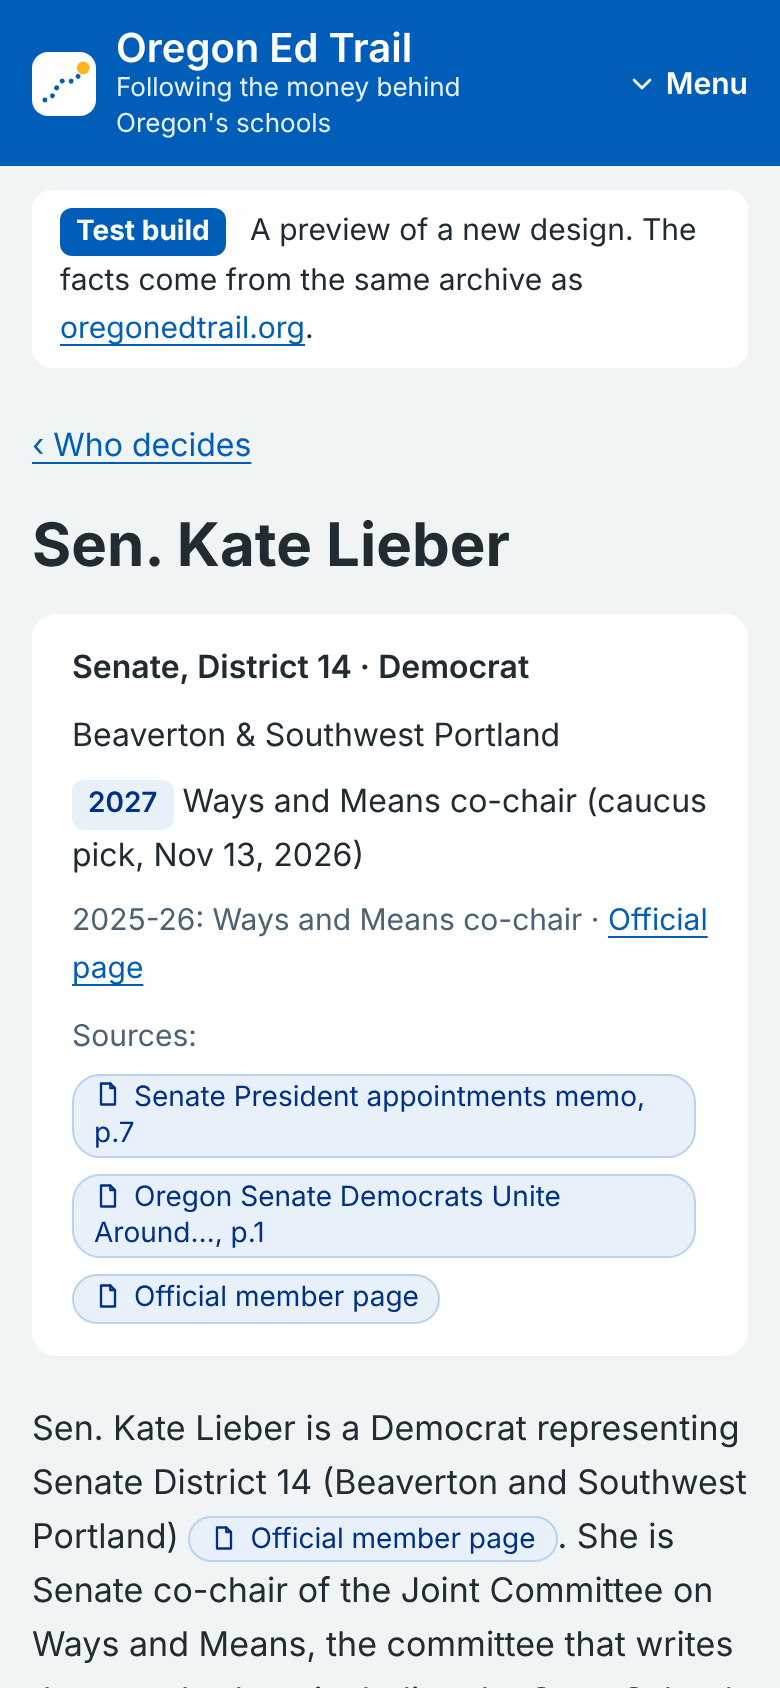 Oregon Ed Trail
Following the money behind
Oregon's schools
Menu
Test build A preview of a new design. The
facts come from the same archive as
oregonedtrail.org.
‹ Who decides
Sen. Kate Lieber
Senate, District 14 · Democrat
Beaverton & Southwest Portland
2027 Ways and Means co-chair (caucus
pick, Nov 13, 2026)
2025-26: Ways and Means co-chair · Official
page
Sources:
Senate President appointments memo,
p.7
Oregon Senate Democrats Unite
Around…, p.1
Official member page
Sen. Kate Lieber is a Democrat representing
Senate District 14 (Beaverton and Southwest
Portland) Official member page. She is
Senate co-chair of the Joint Committee on
Ways and Means, the committee that writes